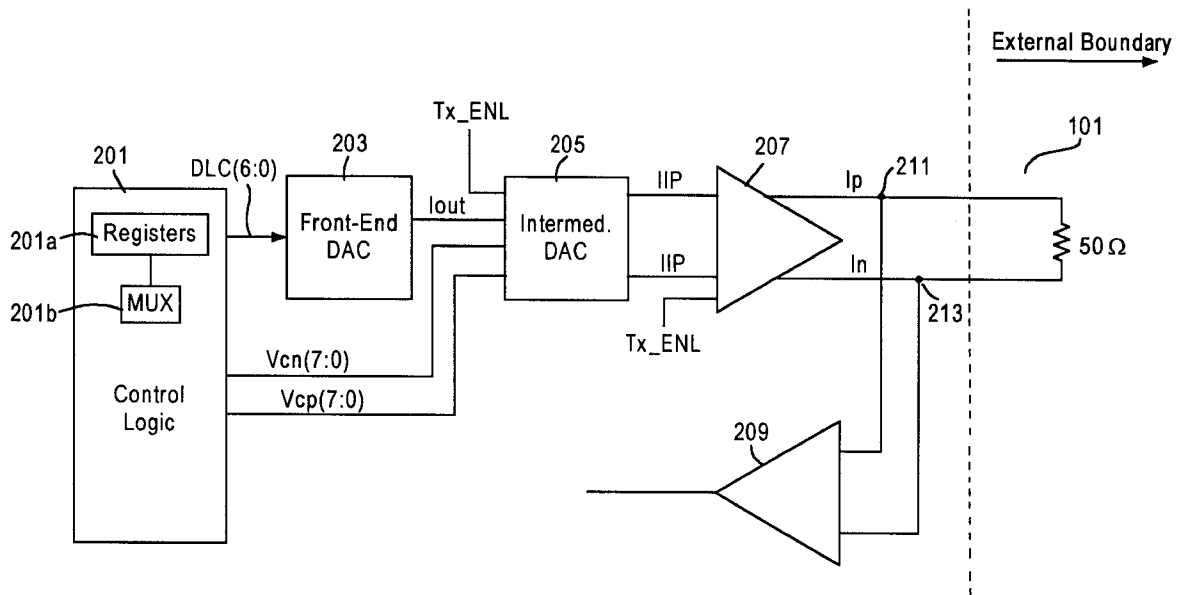 External Boundary
Tx_ENL
101
201
DLC(6:0)
203
205
207
211
IIP
Ip
Registers
Iout
201a
Front-End
DAC
Intermed.
DAC
50 Ω
MUX
IIP
In
201b
213
Tx_ENL
Vcn(7:0)
Control
Logic
Vcp(7:0)
209